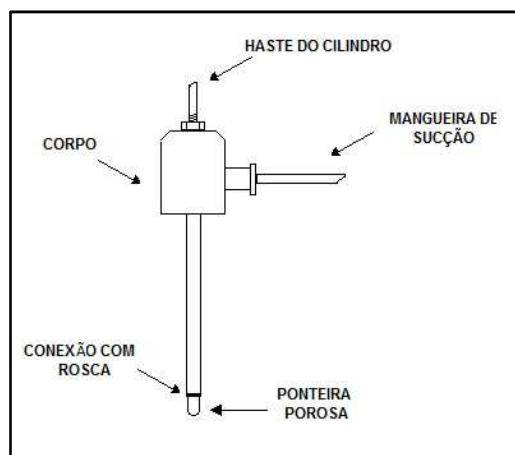 HASTE DO CILINDRO
MANGUEIRA DE
SUCÇÃO
CORPO
CONEXÃO COM
ROSCA
PONTEIRA
POROSA